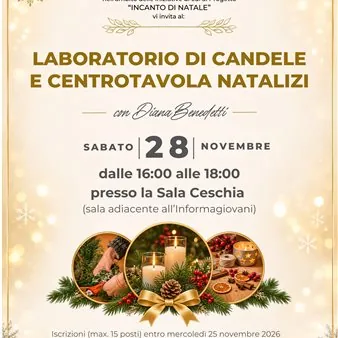 "INCANTO DI NATALE"
vi invita al:
LABORATORIO DI CANDELE
E CENTROTAVOLA NATALIZI
con Diana Benedetti
SABATO | 28 | NOVEMBRE
dalle 16:00 alle 18:00
presso la Sala Ceschia
(sala adiacente all'Informagiovani)
Iscrizioni (max. 15 posti) entro mercoledì 25 novembre 2026